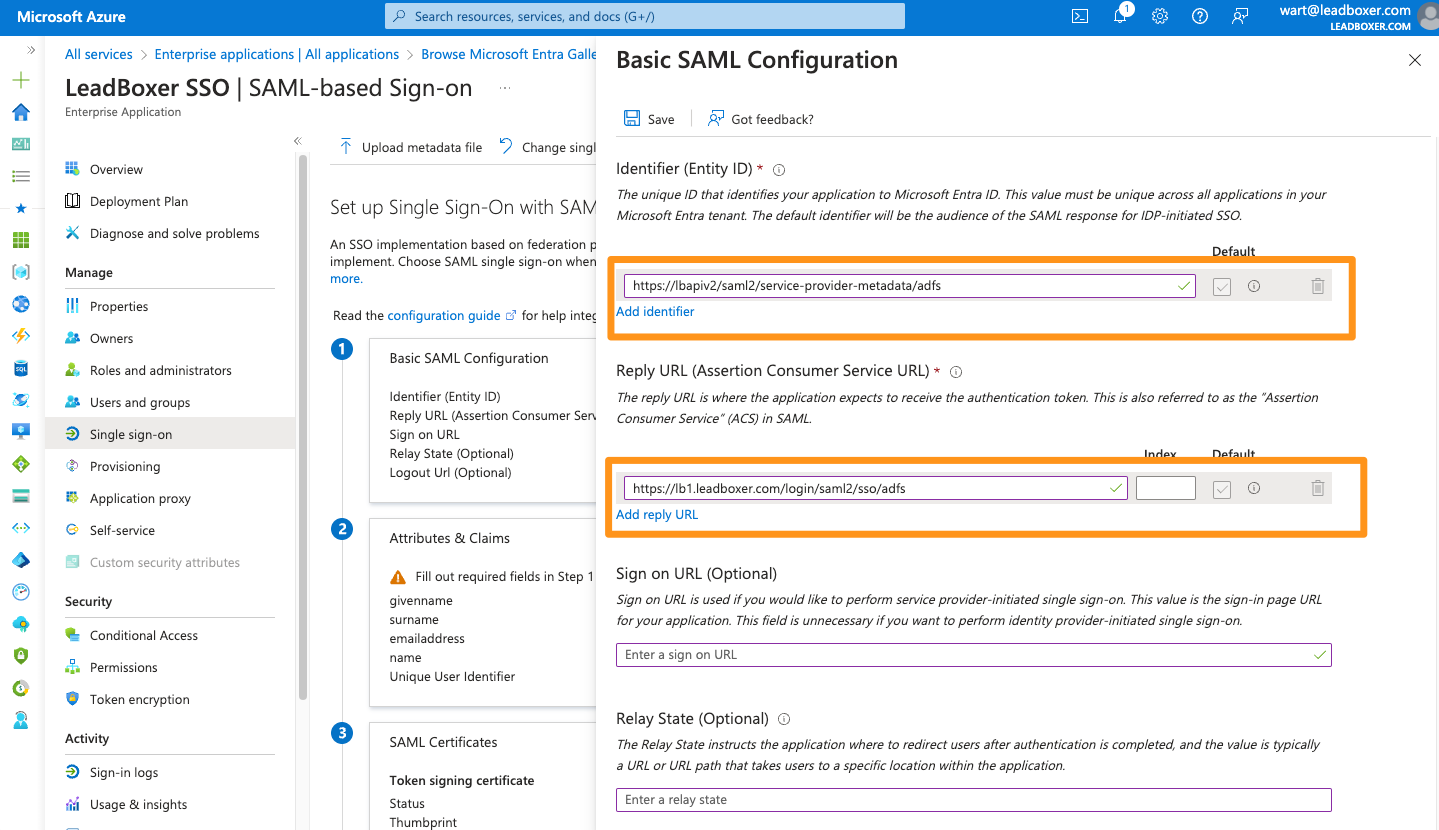 Microsoft Azure
Search resources, services, and docs (G+/)
1
wart@leadboxer.com
LEADBOXER.COM
All services > Enterprise applications | All applications > Browse Microsoft Entra Galle
LeadBoxer SSO | SAML-based Sign-on ...
Enterprise Application
Overview
Deployment Plan
Diagnose and solve problems
Manage
Properties
Owners
Roles and administrators
Users and groups
Single sign-on
Provisioning
Application proxy
Self-service
Custom security attributes
Security
Conditional Access
Permissions
Token encryption
Activity
Sign-in logs
Usage & insights
Upload metadata file
Change singl
Set up Single Sign-On with SAM
An SSO implementation based on federation p
implement. Choose SAML single sign-on when
more.
Read the configuration guide for help integ
1
Basic SAML Configuration
Identifier (Entity ID)
Reply URL (Assertion Consumer Serv
Sign on URL
Relay State (Optional)
Logout Url (Optional)
2
Attributes & Claims
Fill out required fields in Step 1
givenname
surname
emailaddress
name
Unique User Identifier
3
SAML Certificates
Token signing certificate
Status
Thumbprint
Basic SAML Configuration
Save
Got feedback?
Identifier (Entity ID) *
The unique ID that identifies your application to Microsoft Entra ID. This value must be unique across all applications in your
Microsoft Entra tenant. The default identifier will be the audience of the SAML response for IDP-initiated SSO.
Default
https://lbapiv2/saml2/service-provider-metadata/adfs
Add identifier
Reply URL (Assertion Consumer Service URL) *
The reply URL is where the application expects to receive the authentication token. This is also referred to as the "Assertion
Consumer Service" (ACS) in SAML.
Index Default
https://lb1.leadboxer.com/login/saml2/sso/adfs
Add reply URL
Sign on URL (Optional)
Sign on URL is used if you would like to perform service provider-initiated single sign-on. This value is the sign-in page URL
for your application. This field is unnecessary if you want to perform identity provider-initiated single sign-on.
Enter a sign on URL
Relay State (Optional)
The Relay State instructs the application where to redirect users after authentication is completed, and the value is typically
a URL or URL path that takes users to a specific location within the application.
Enter a relay state